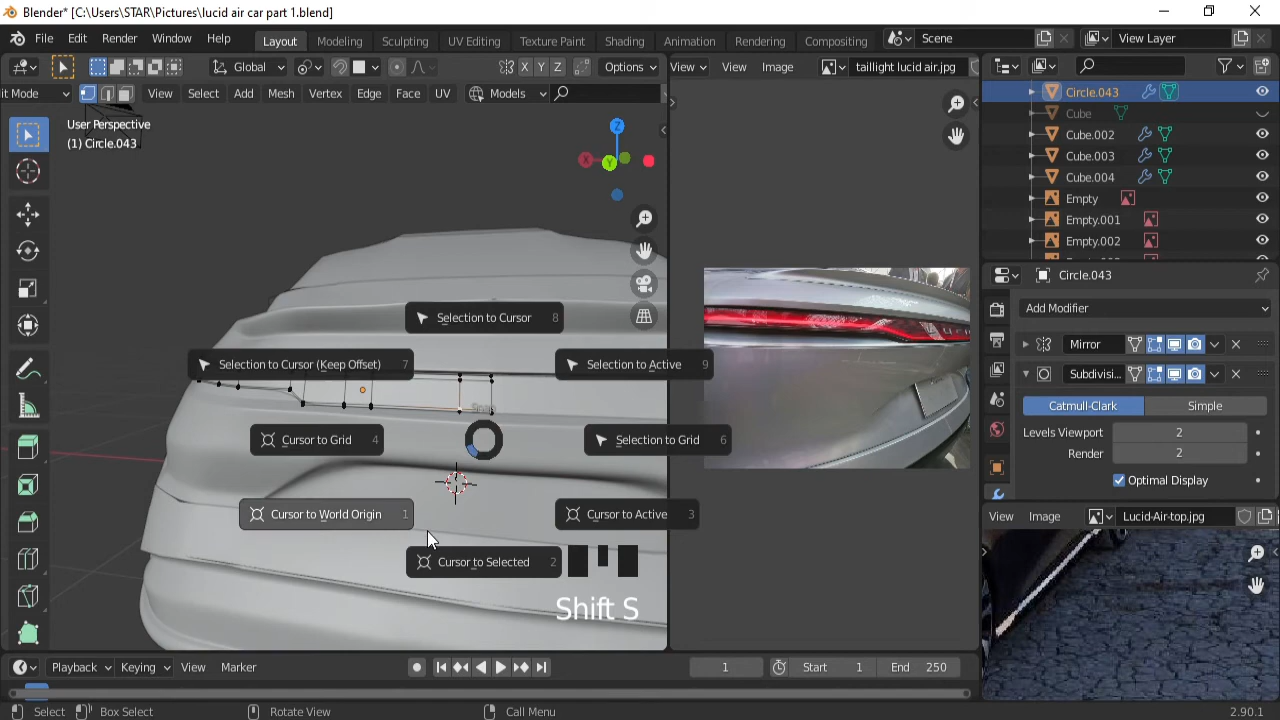 Blender* [C:\Users\STAR\Pictures\lucid air car part 1.blend]
File Edit Render Window Help Layout Modeling Sculpting UV Editing Texture Paint Shading Animation Rendering Compositing Scene View Layer
Global Options View View Image taillight lucid air.jpg
it Mode View Select Add Mesh Vertex Edge Face UV Models
User Perspective
(1) Circle.043
Z
X
Y
X Y Z
Circle.043
Cube
Cube.002
Cube.003
Cube.004
Empty
Empty.001
Empty.002
Circle.043
Add Modifier
Mirror
Subdivisi...
Catmull-Clark Simple
Levels Viewport 2
Render 2
Optimal Display
View Image Lucid-Air-top.jpg
Selection to Cursor 8
Selection to Cursor (Keep Offset) 7
Selection to Active 9
Snap
Cursor to Grid 4
Selection to Grid 6
Cursor to World Origin 1
Cursor to Active 3
Cursor to Selected 2
Shift S
Playback Keying View Marker 1 Start 1 End 250
Select Box Select Rotate View Call Menu 2.90.1